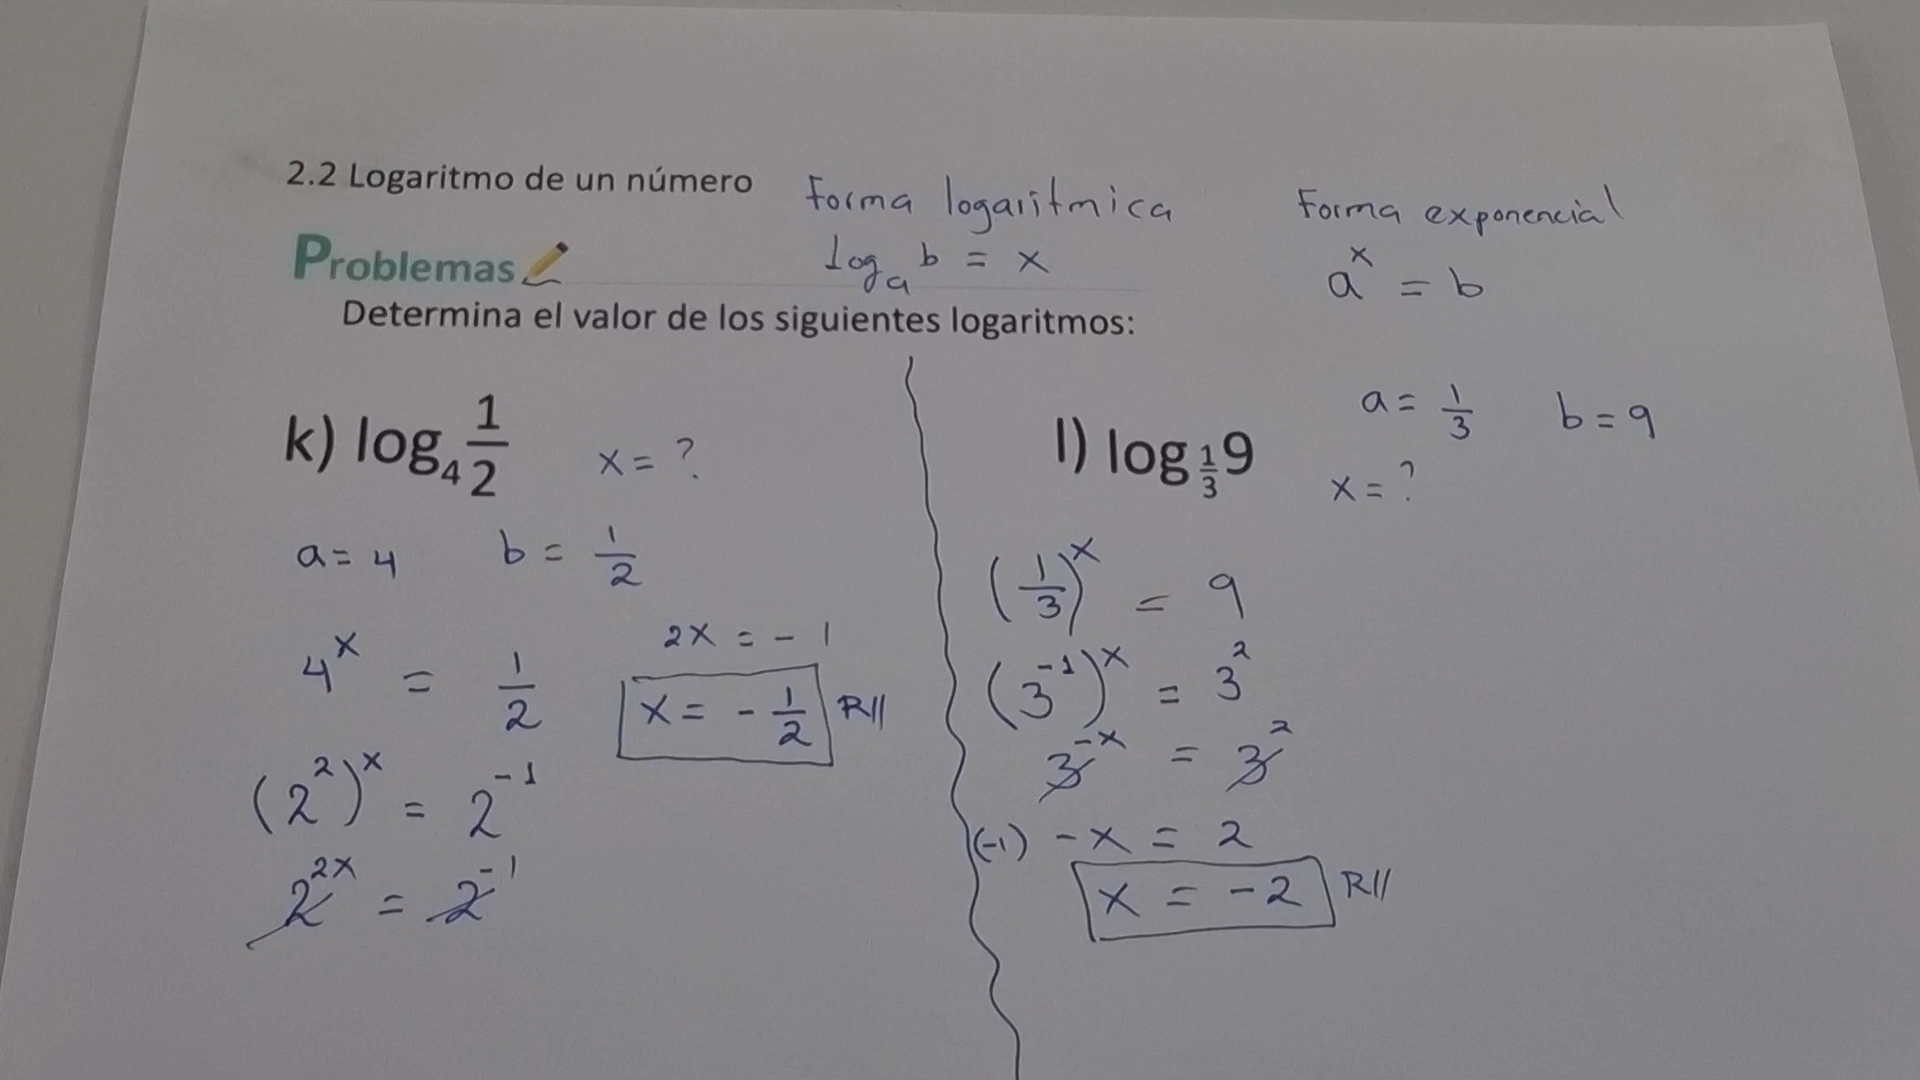 2.2 Logaritmo de un número
Forma logarítmica
Forma exponencial
Problemas
log_a b = x
a^x = b
Determina el valor de los siguientes logaritmos:
k) log_4 1/2
x = ?
a = 4 b = 1/2
4^x = 1/2
(2^2)^x = 2^-1
2^2x = 2^-1
2x = - 1
x = - 1/2 R//
l) log_1/3 9
a = 1/3 b = 9
x = ?
(1/3)^x = 9
(3^-1)^x = 3^2
3^-x = 3^2
(-1) - x = 2
x = - 2 R//